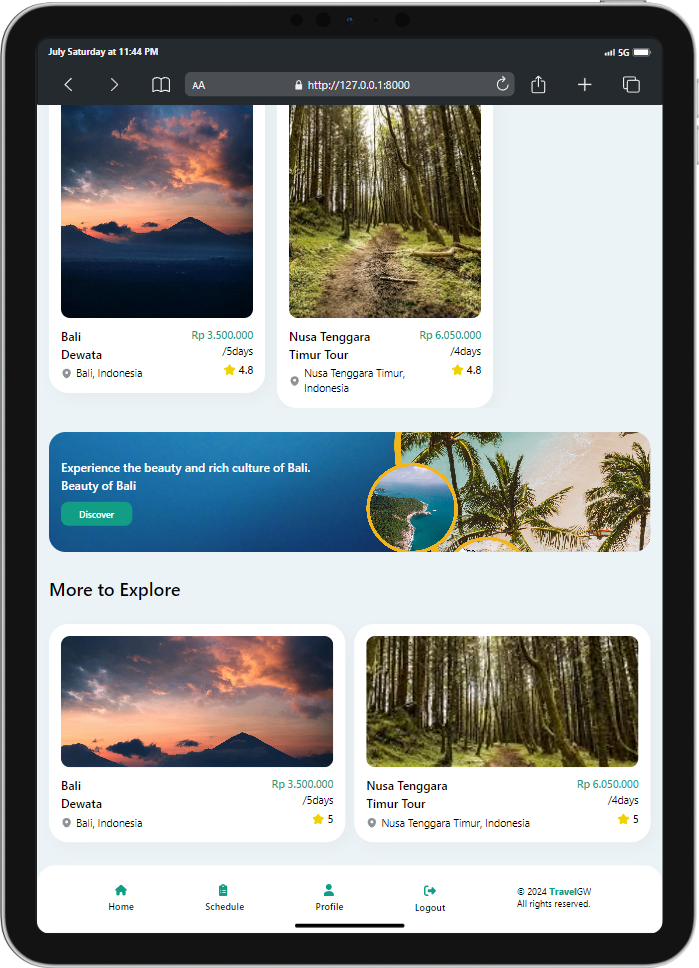 July Saturday at 11:44 PM
5G
AA
http://127.0.0.1:8000
Bali
Dewata
Rp 3.500.000
/5days
Bali, Indonesia
4.8
Nusa Tenggara
Timur Tour
Rp 6.050.000
/4days
Nusa Tenggara Timur,
Indonesia
4.8
Experience the beauty and rich culture of Bali.
Beauty of Bali
Discover
More to Explore
Bali
Dewata
Rp 3.500.000
/5days
Bali, Indonesia
5
Nusa Tenggara
Timur Tour
Rp 6.050.000
/4days
Nusa Tenggara Timur, Indonesia
5
Home
Schedule
Profile
Logout
© 2024 TravelGW
All rights reserved.